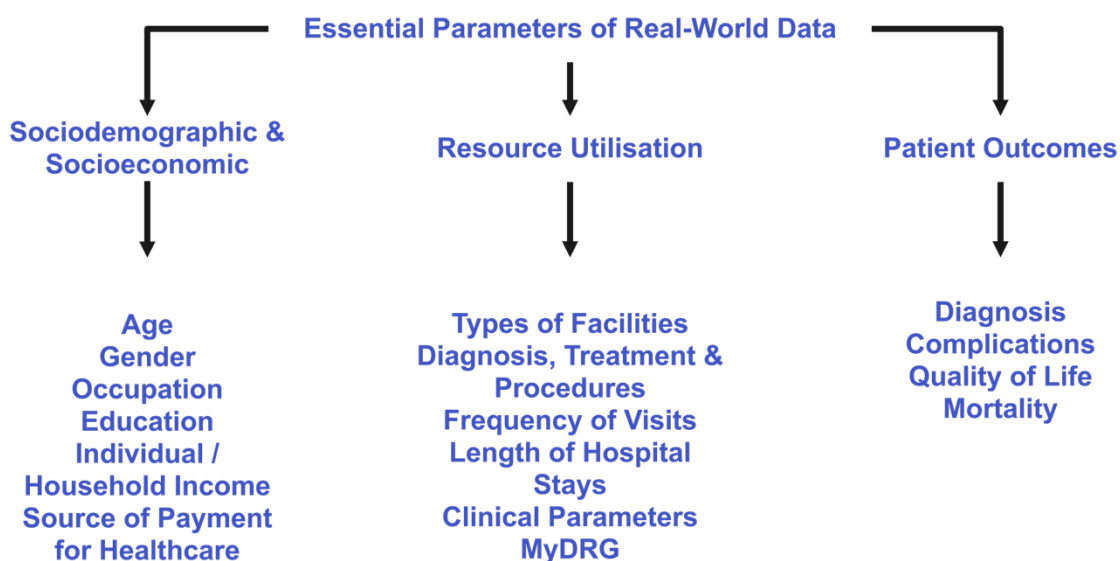 Essential Parameters of Real-World Data
Sociodemographic &
Socioeconomic
Resource Utilisation
Patient Outcomes
Age
Gender
Occupation
Education
Individual /
Household Income
Source of Payment
for Healthcare
Types of Facilities
Diagnosis, Treatment &
Procedures
Frequency of Visits
Length of Hospital
Stays
Clinical Parameters
MyDRG
Diagnosis
Complications
Quality of Life
Mortality